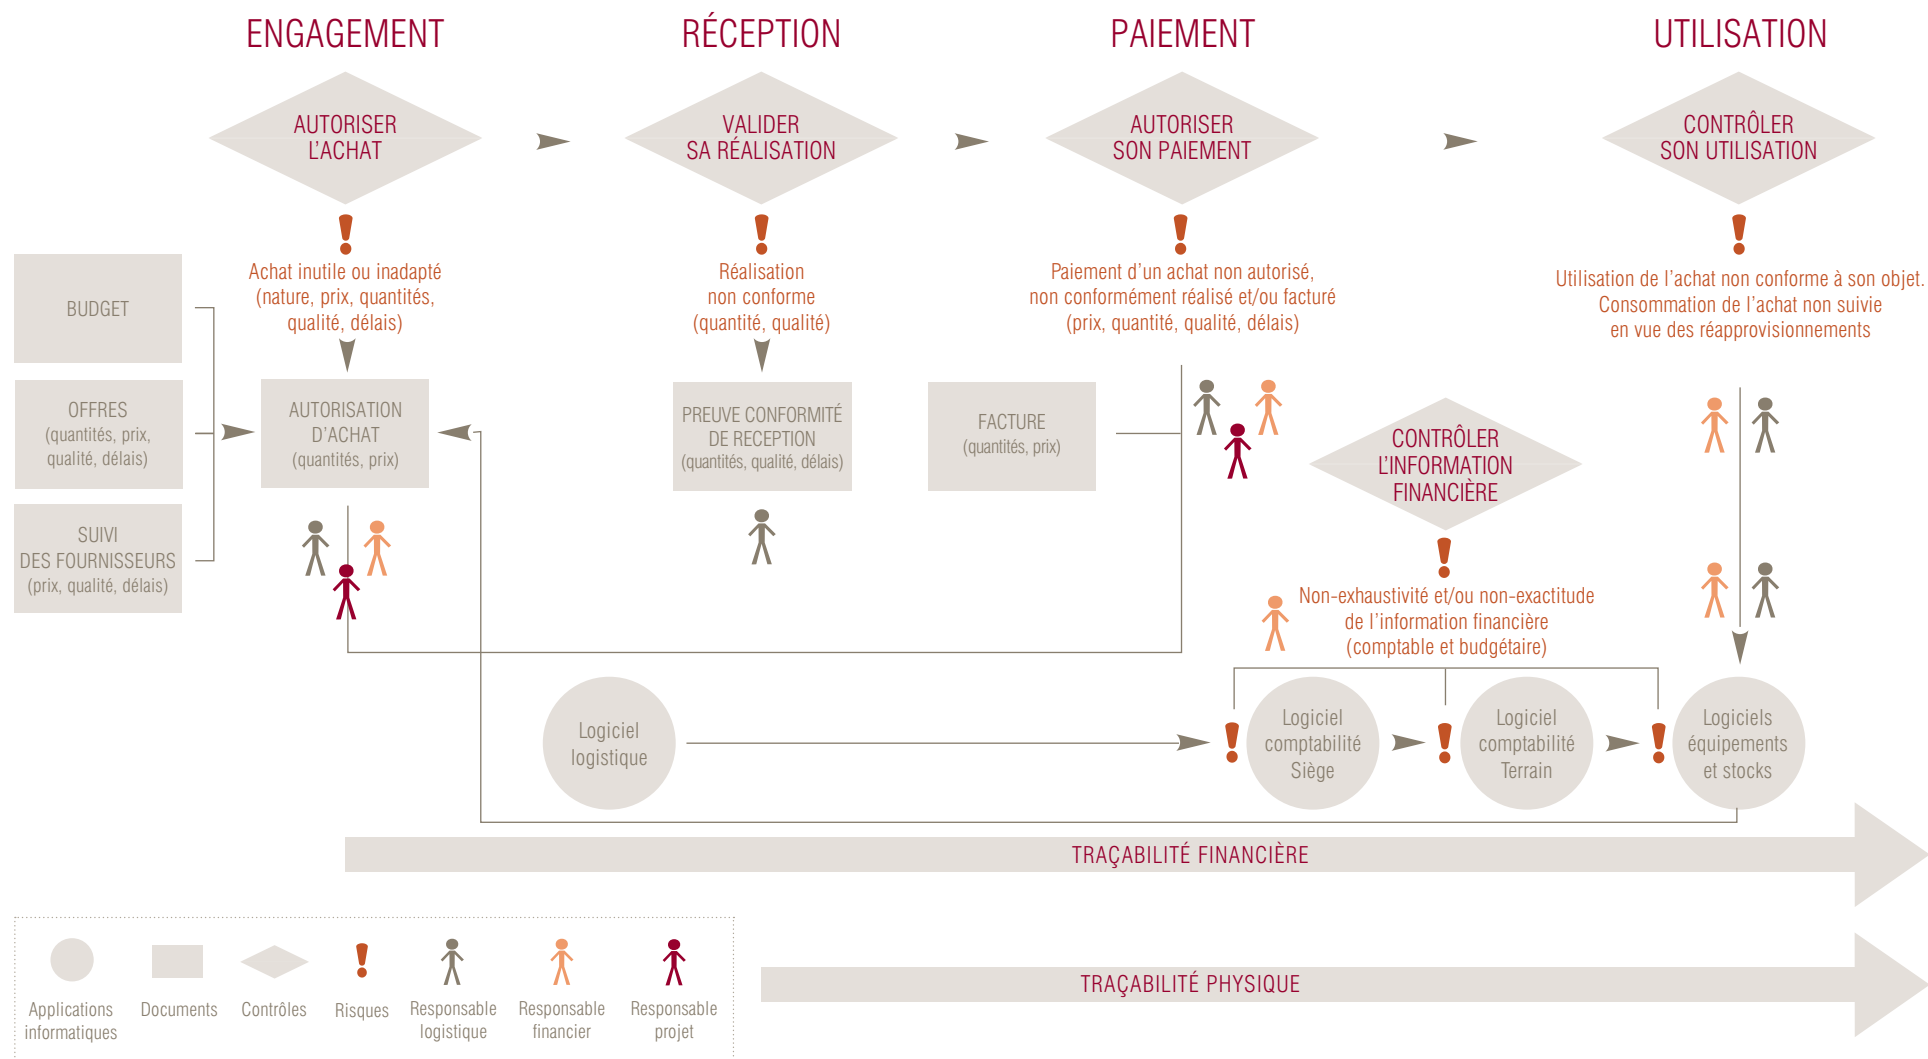 ENGAGEMENT
RÉCEPTION
PAIEMENT
UTILISATION
AUTORISER
L’ACHAT
VALIDER
SA RÉALISATION
AUTORISER
SON PAIEMENT
CONTRÔLER
SON UTILISATION
Achat inutile ou inadapté
(nature, prix, quantités,
qualité, délais)
Réalisation
non conforme
(quantité, qualité)
Paiement d’un achat non autorisé,
non conformément réalisé et/ou facturé
(prix, quantité, qualité, délais)
Utilisation de l’achat non conforme à son objet.
Consommation de l’achat non suivie
en vue des réapprovisionnements
BUDGET
OFFRES
(quantités, prix,
qualité, délais)
SUIVI
DES FOURNISSEURS
(prix, qualité, délais)
AUTORISATION
D’ACHAT
(quantités, prix)
PREUVE CONFORMITÉ
DE RECEPTION
(quantités, qualité, délais)
FACTURE
(quantités, prix)
CONTRÔLER
L’INFORMATION
FINANCIÈRE
Non-exhaustivité et/ou non-exactitude
de l’information financière
(comptable et budgétaire)
Logiciel
logistique
Logiciel
comptabilité
Siège
Logiciel
comptabilité
Terrain
Logiciels
équipements
et stocks
TRAÇABILITÉ FINANCIÈRE
TRAÇABILITÉ PHYSIQUE
Applications
informatiques
Documents
Contrôles
Risques
Responsable
logistique
Responsable
financier
Responsable
projet